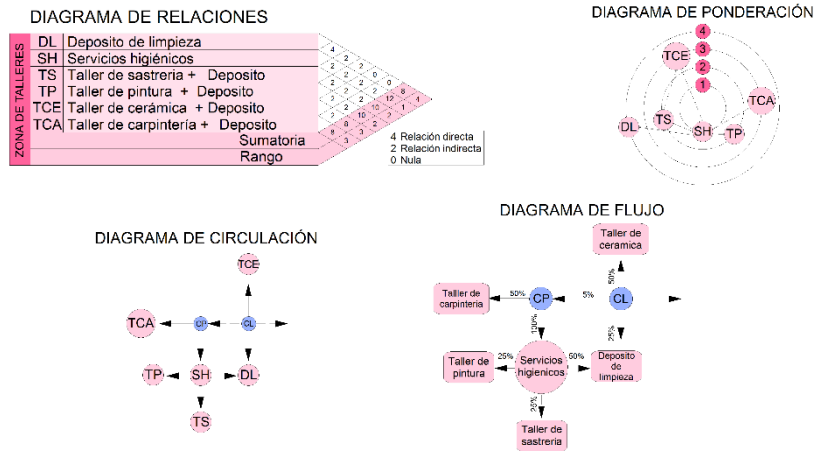 DIAGRAMA DE RELACIONES
ZONA DE TALLERES
DL Deposito de limpieza
SH Servicios higiénicos
TS Taller de sastreria + Deposito
TP Taller de pintura + Deposito
TCE Taller de cerámica + Deposito
TCA Taller de carpintería + Deposito
Sumatoria
Rango
4 Relación directa
2 Relación indirecta
0 Nula
DIAGRAMA DE PONDERACIÓN
4
3
2
1
TCE
TCA
DL
TS
SH
TP
DIAGRAMA DE CIRCULACIÓN
TCE
TCA
CP
CL
TP
SH
DL
TS
DIAGRAMA DE FLUJO
Taller de
ceramica
50%
Taller de
carpinteria
50%
CP
5%
CL
100%
25%
Taller de
pintura
25%
Servicios
higienicos
50%
Deposito
de
limpieza
25%
Taller de
sastreria